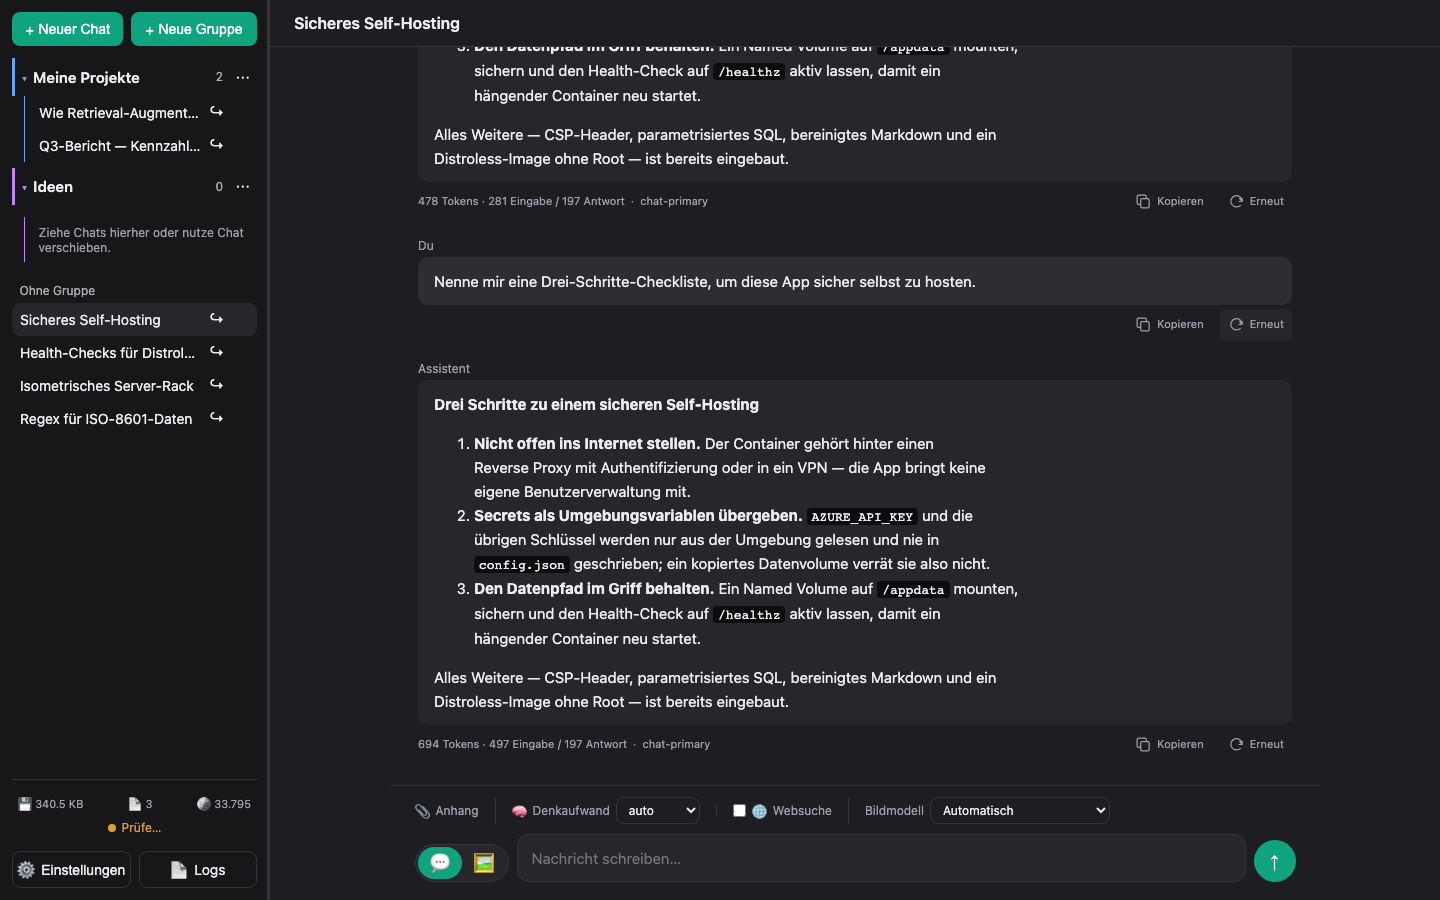 + Neuer Chat
+ Neue Gruppe
Meine Projekte 2 ···
Wie Retrieval-Augment...
Q3-Bericht — Kennzahl...
Ideen 0 ···
Ziehe Chats hierher oder nutze Chat
verschieben.
Ohne Gruppe
Sicheres Self-Hosting
Health-Checks für Distrol...
Isometrisches Server-Rack
Regex für ISO-8601-Daten
340.5 KB 3 33.795
Prüfe...
Einstellungen
Logs
Sicheres Self-Hosting
3. Den Datenpfad im Griff behalten. Ein Named Volume auf /appdata mounten,
sichern und den Health-Check auf /healthz aktiv lassen, damit ein
hängender Container neu startet.
Alles Weitere — CSP-Header, parametrisiertes SQL, bereinigtes Markdown und ein
Distroless-Image ohne Root — ist bereits eingebaut.
478 Tokens · 281 Eingabe / 197 Antwort · chat-primary Kopieren Erneut
Du
Nenne mir eine Drei-Schritte-Checkliste, um diese App sicher selbst zu hosten.
Kopieren Erneut
Assistent
Drei Schritte zu einem sicheren Self-Hosting
1. Nicht offen ins Internet stellen. Der Container gehört hinter einen
Reverse Proxy mit Authentifizierung oder in ein VPN — die App bringt keine
eigene Benutzerverwaltung mit.
2. Secrets als Umgebungsvariablen übergeben. AZURE_API_KEY und die
übrigen Schlüssel werden nur aus der Umgebung gelesen und nie in
config.json geschrieben; ein kopiertes Datenvolume verrät sie also nicht.
3. Den Datenpfad im Griff behalten. Ein Named Volume auf /appdata mounten,
sichern und den Health-Check auf /healthz aktiv lassen, damit ein
hängender Container neu startet.
Alles Weitere — CSP-Header, parametrisiertes SQL, bereinigtes Markdown und ein
Distroless-Image ohne Root — ist bereits eingebaut.
694 Tokens · 497 Eingabe / 197 Antwort · chat-primary Kopieren Erneut
Anhang Denkaufwand auto Websuche Bildmodell Automatisch
Nachricht schreiben...